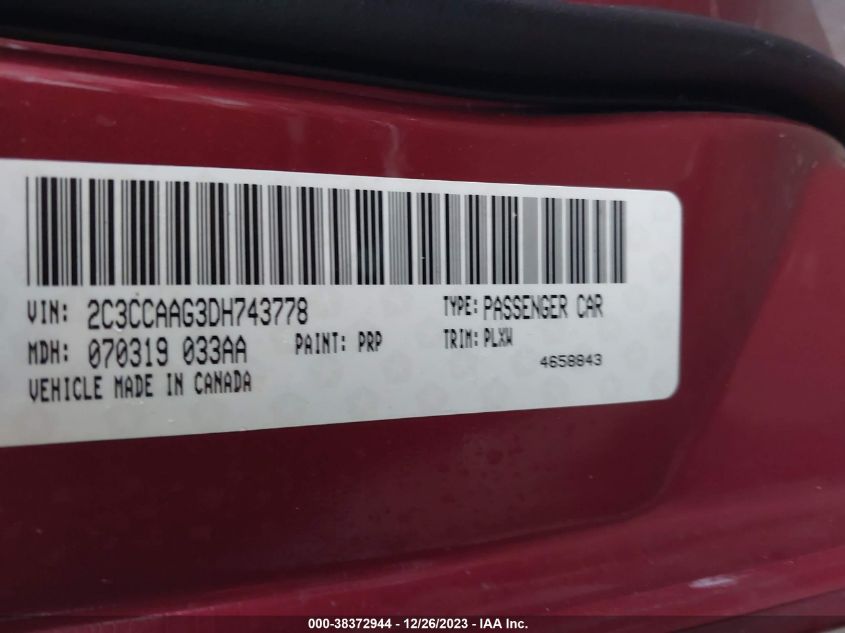 VIN: 2C3CCAAG3DH743778 TYPE: PASSENGER CAR
MDH: 070319 033AA PAINT: PRP TRIM: PLXW
VEHICLE MADE IN CANADA 4658843
000-38372944 - 12/26/2023 - IAA Inc.